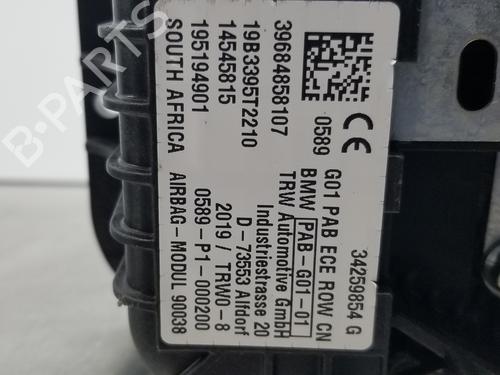 39684858107
19B3395T2210
14545815
195194901
SOUTH AFRICA
CE
0589
34259854 G
G01 PAB ECE ROW CN
BMW PAB-G01-01
TRW Automotive GmbH
Industriestrasse 20
D - 73553 Alfdorf
2019 / TRW0-8
0589-P1-000200
AIRBAG-MODUL 90038
B-PARTS